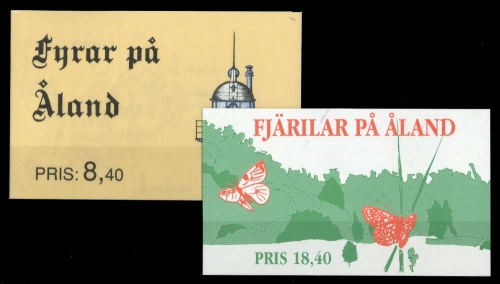 Fyrar på
Åland
PRIS: 8,40
FJÄRILAR PÅ ÅLAND
PRIS 18,40